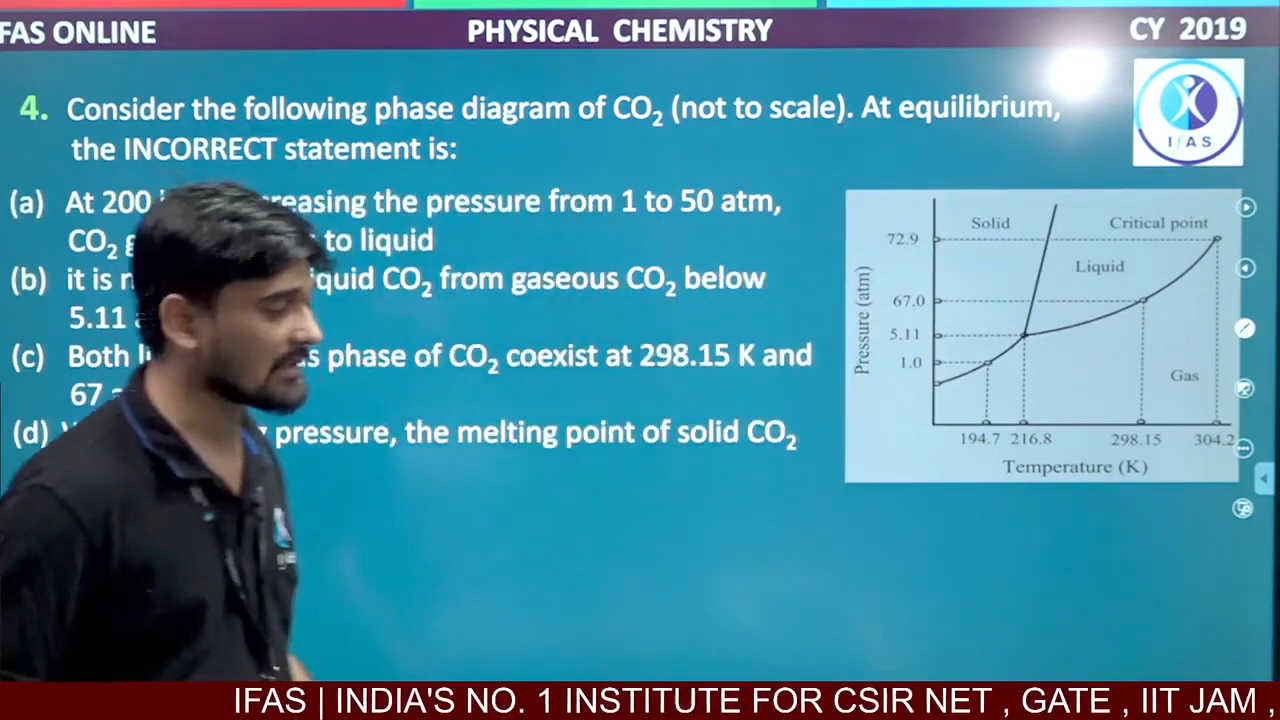 FAS ONLINE PHYSICAL CHEMISTRY CY 2019
4. Consider the following phase diagram of CO₂ (not to scale). At equilibrium,
the INCORRECT statement is:
IFAS
(a) At 200 reasing the pressure from 1 to 50 atm,
CO₂ to liquid
(b) it is quid CO₂ from gaseous CO₂ below
5.11
(c) Both phase of CO₂ coexist at 298.15 K and
67
(d) pressure, the melting point of solid CO₂
Solid Critical point
72.9
Liquid
67.0
5.11
1.0
Gas
Pressure (atm)
194.7 216.8 298.15 304.2
Temperature (K)
IFAS | INDIA'S NO. 1 INSTITUTE FOR CSIR NET , GATE , IIT JAM ,